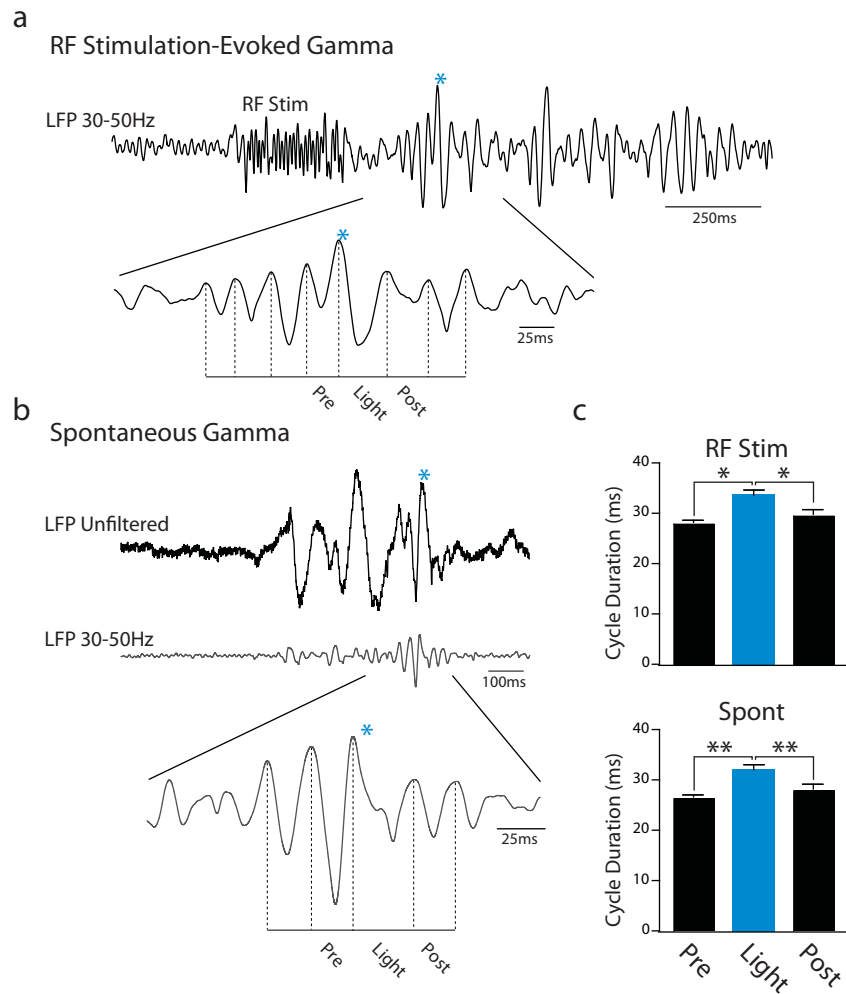 a
RF Stimulation-Evoked Gamma
*
RF Stim
LFP 30-50Hz
250ms
*
25ms
Pre
Light
Post
b
Spontaneous Gamma
*
LFP Unfiltered
LFP 30-50Hz
100ms
*
25ms
Pre
Light
Post
c
RF Stim
40
30
20
10
0
Cycle Duration (ms)
* *
Spont
40
30
20
10
0
Cycle Duration (ms)
** **
Pre
Light
Post